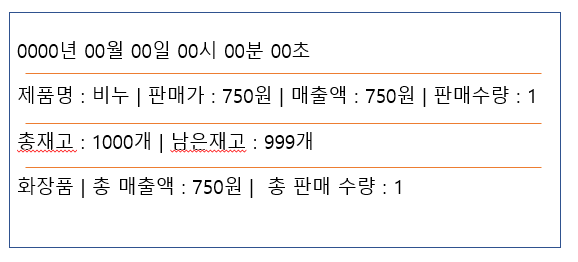 0000년 00월 00일 00시 00분 00초
제품명 : 비누 | 판매가 : 750원 | 매출액 : 750원 | 판매수량 : 1
총재고 : 1000개 | 남은재고 : 999개
화장품 | 총 매출액 : 750원 |  총 판매 수량 : 1